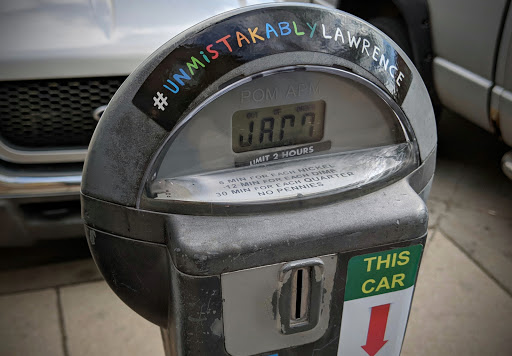 #UNMiSTAKABLYLAWRENCE
POM APM
LIMIT 2 HOURS
6 MIN FOR EACH NICKEL
12 MIN FOR EACH DIME
30 MIN FOR EACH QUARTER
NO PENNIES
THIS
CAR